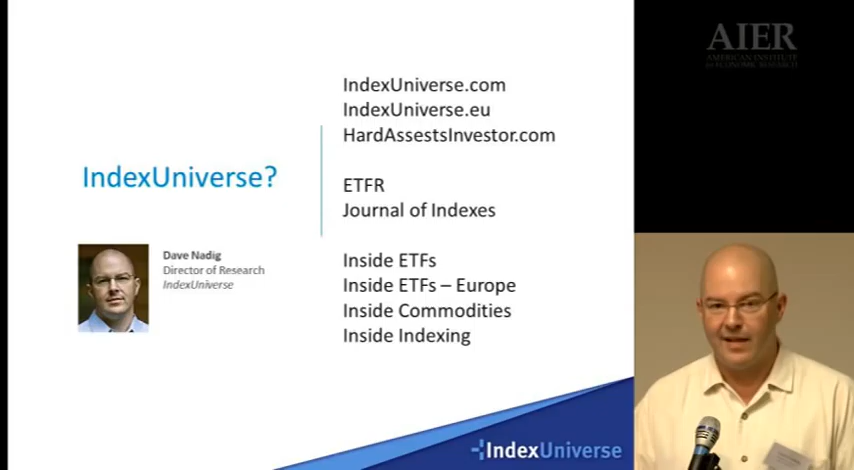 AIER
AMERICAN INSTITUTE
for ECONOMIC RESEARCH
IndexUniverse.com
IndexUniverse.eu
HardAssestsInvestor.com
IndexUniverse?
ETFR
Journal of Indexes
Dave Nadig
Director of Research
IndexUniverse
Inside ETFs
Inside ETFs – Europe
Inside Commodities
Inside Indexing
IndexUniverse